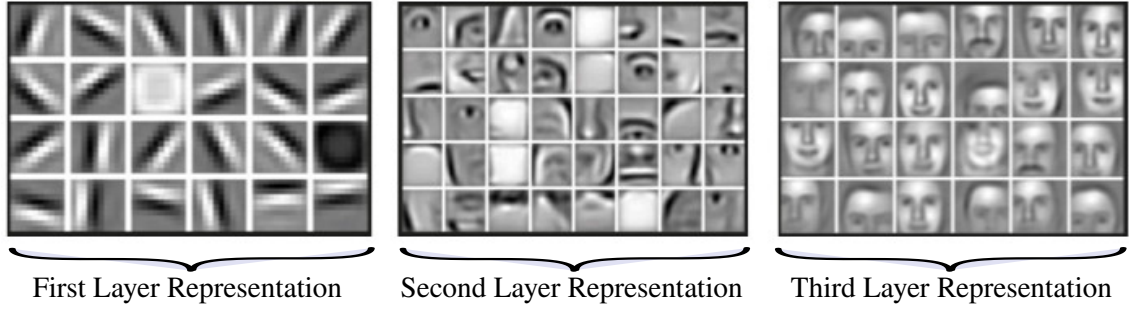 First Layer Representation
Second Layer Representation
Third Layer Representation